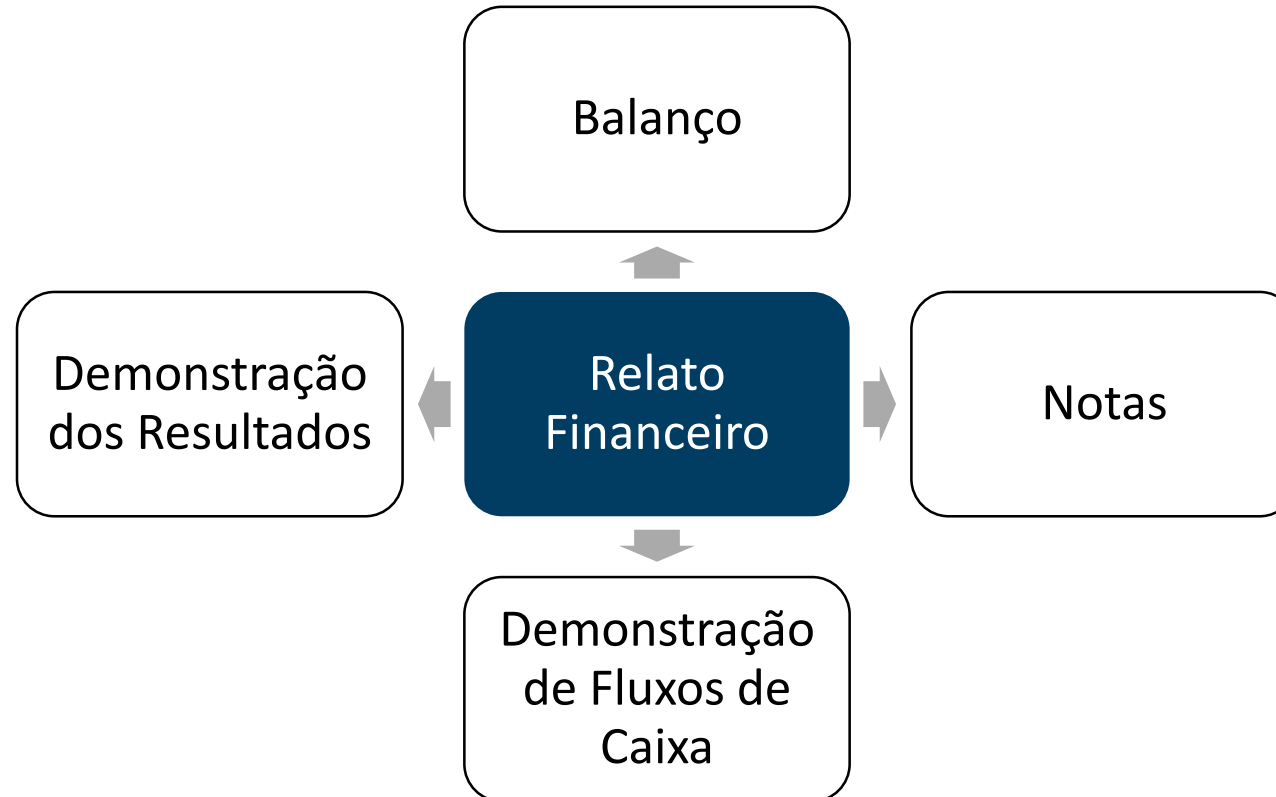 Balanço
Demonstração
dos Resultados
Relato
Financeiro
Notas
Demonstração
de Fluxos de
Caixa